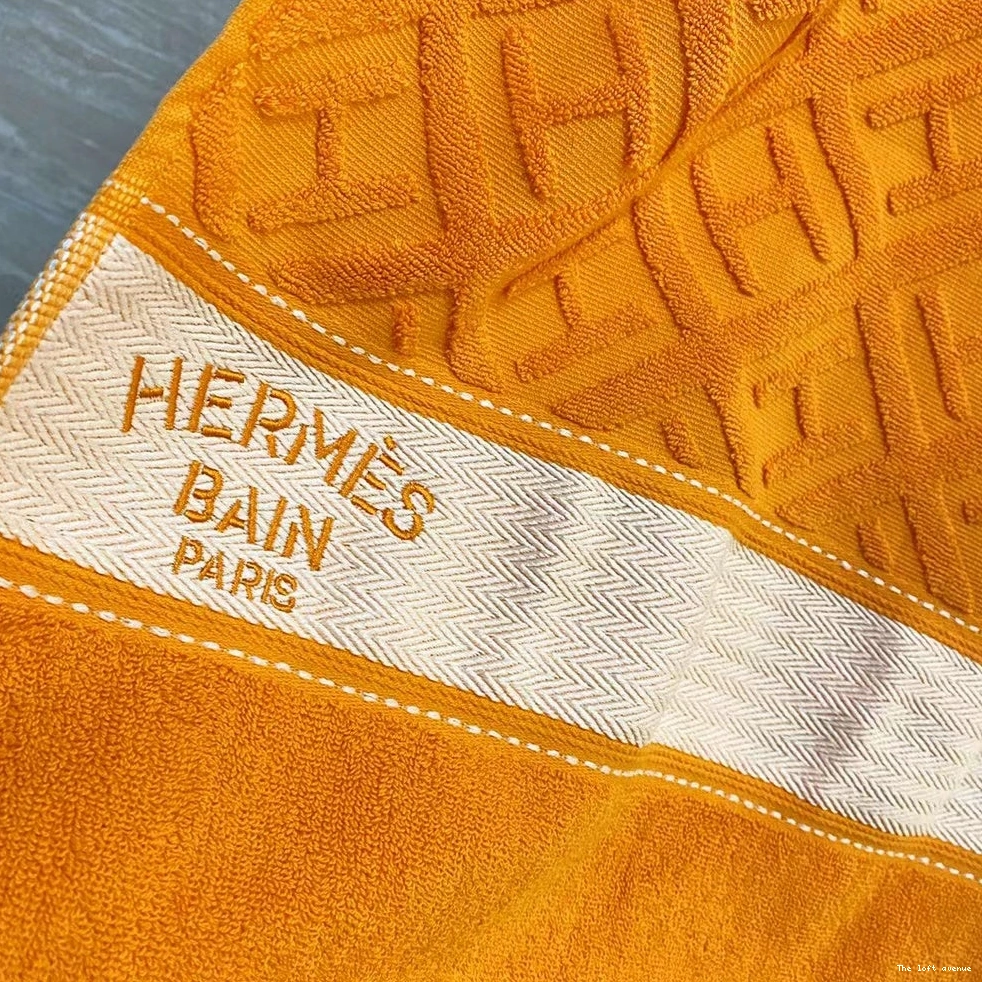 HERMÈS
BAIN
PARIS
The loft avenue